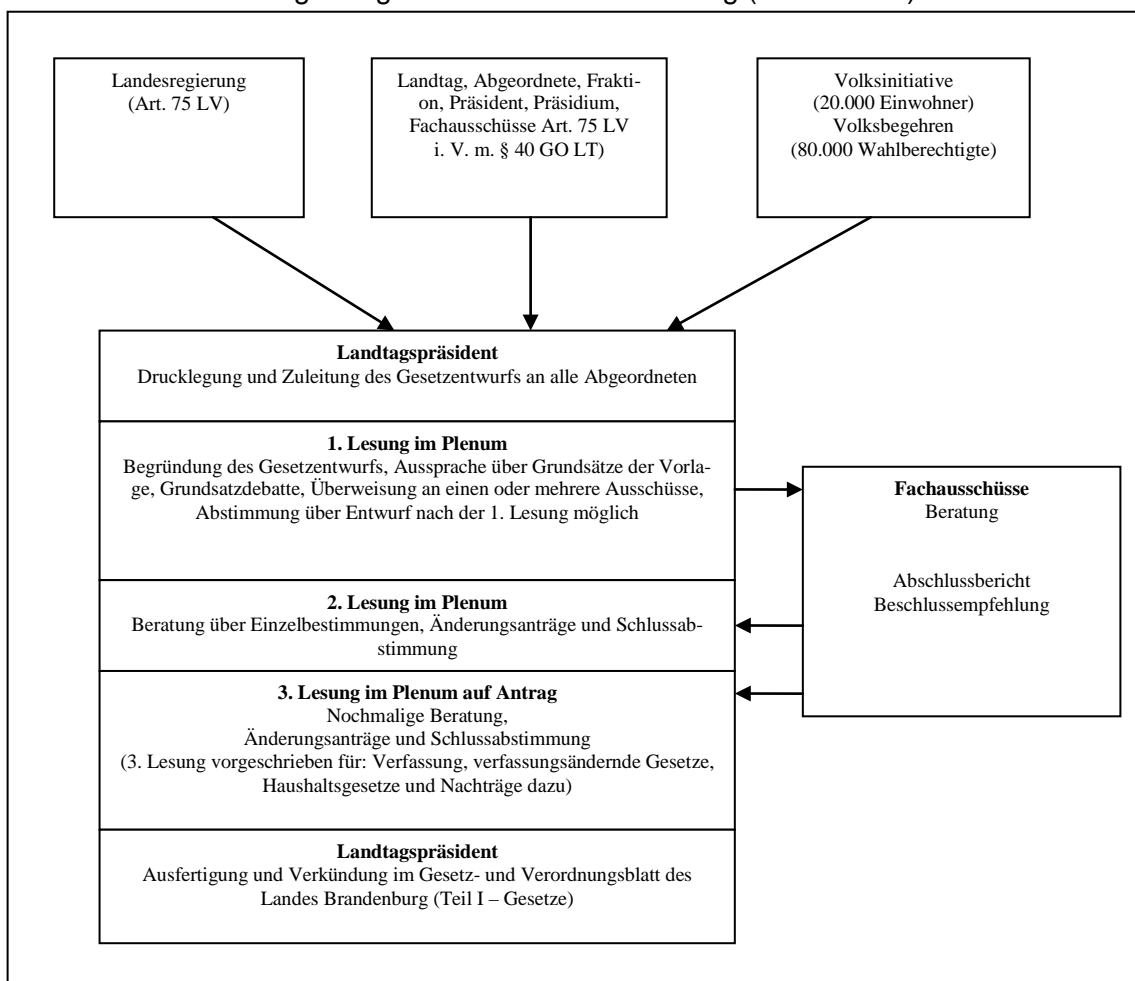 Landesregierung
(Art. 75 LV)
Landtag, Abgeordnete, Frakti-
on, Präsident, Präsidium,
Fachausschüsse Art. 75 LV
i. V. m. § 40 GO LT)
Volksinitiative
(20.000 Einwohner)
Volksbegehren
(80.000 Wahlberechtigte)
Landtagspräsident
Drucklegung und Zuleitung des Gesetzentwurfs an alle Abgeordneten
1. Lesung im Plenum
Begründung des Gesetzentwurfs, Aussprache über Grundsätze der Vorla-
ge, Grundsatzdebatte, Überweisung an einen oder mehrere Ausschüsse,
Abstimmung über Entwurf nach der 1. Lesung möglich
Fachausschüsse
Beratung
Abschlussbericht
Beschlussempfehlung
2. Lesung im Plenum
Beratung über Einzelbestimmungen, Änderungsanträge und Schlussab-
stimmung
3. Lesung im Plenum auf Antrag
Nochmalige Beratung,
Änderungsanträge und Schlussabstimmung
(3. Lesung vorgeschrieben für: Verfassung, verfassungsändernde Gesetze,
Haushaltsgesetze und Nachträge dazu)
Landtagspräsident
Ausfertigung und Verkündung im Gesetz- und Verordnungsblatt des
Landes Brandenburg (Teil I – Gesetze)